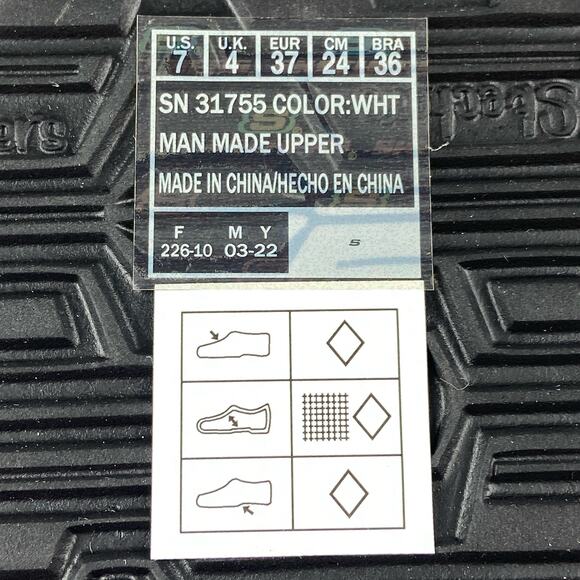 U.S. U.K. EUR CM BRA
7 4 37 24 36
SN 31755 COLOR:WHT
MAN MADE UPPER
MADE IN CHINA/HECHO EN CHINA
F M Y
226-10 03-22
S